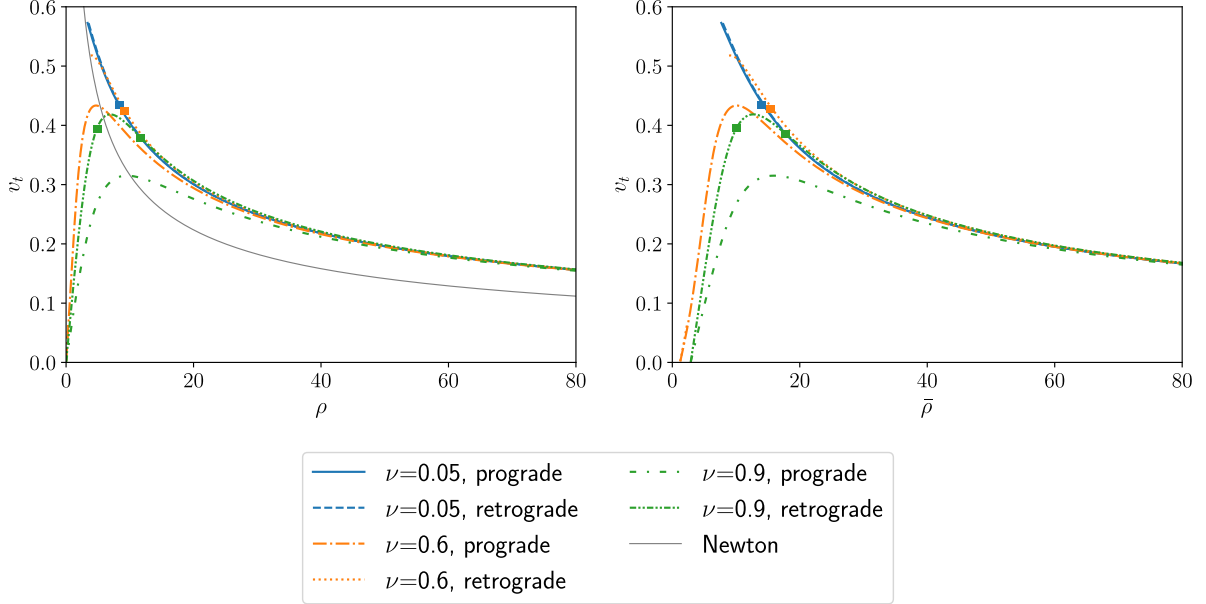 0.6
0.5
0.4
0.3
0.2
0.1
0.0
v_t
0 20 40 60 80
ρ
0.6
0.5
0.4
0.3
0.2
0.1
0.0
v_t
0 20 40 60 80
ρ̄
ν=0.05, prograde
ν=0.05, retrograde
ν=0.6, prograde
ν=0.6, retrograde
ν=0.9, prograde
ν=0.9, retrograde
Newton